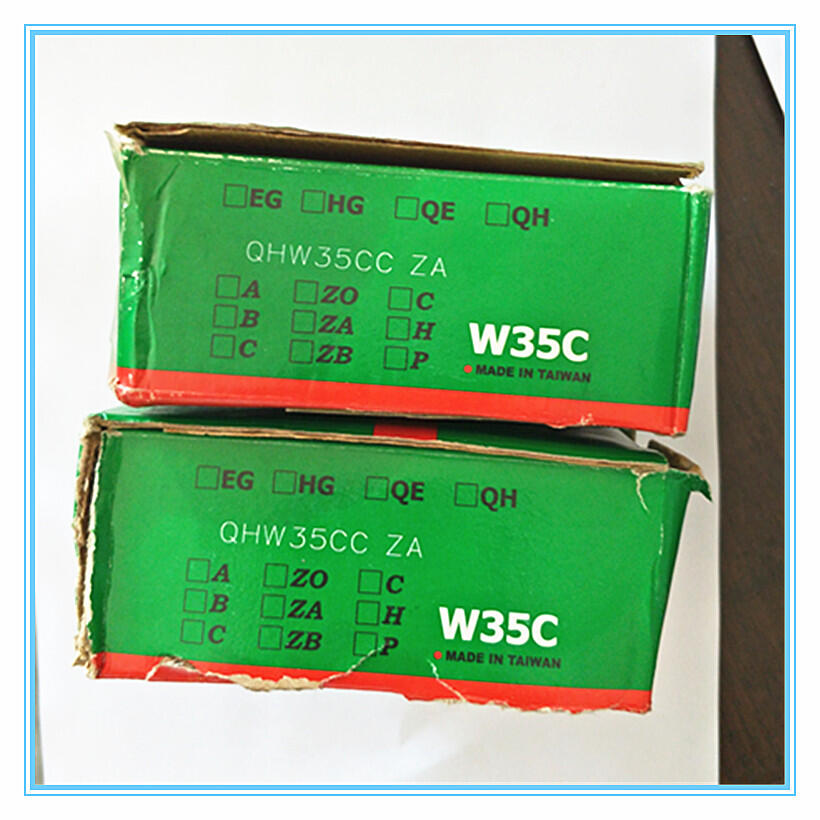 □EG □HG □QE □QH
QHW35CC ZA
□A □ZO □C
□B □ZA □H
□C □ZB □P
W35C
MADE IN TAIWAN
□EG □HG □QE □QH
QHW35CC ZA
□A □ZO □C
□B □ZA □H
□C □ZB □P
W35C
MADE IN TAIWAN